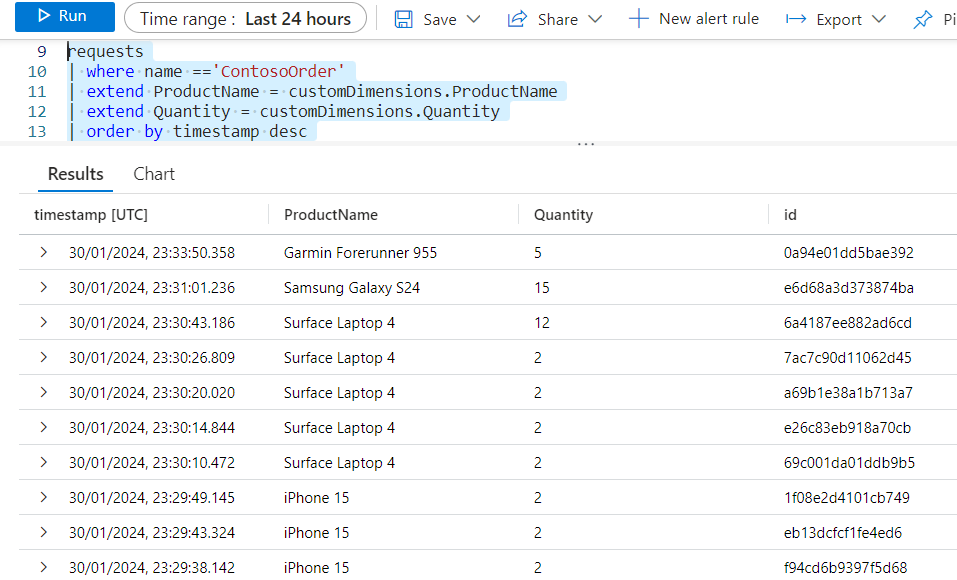 Run Time range : Last 24 hours Save Share New alert rule Export Pi
9 requests
10 | where name =='ContosoOrder'
11 | extend ProductName = customDimensions.ProductName
12 | extend Quantity = customDimensions.Quantity
13 | order by timestamp desc
Results Chart
timestamp [UTC] ProductName Quantity id
30/01/2024, 23:33:50.358 Garmin Forerunner 955 5 0a94e01dd5bae392
30/01/2024, 23:31:01.236 Samsung Galaxy S24 15 e6d68a3d373874ba
30/01/2024, 23:30:43.186 Surface Laptop 4 12 6a4187ee882ad6cd
30/01/2024, 23:30:26.809 Surface Laptop 4 2 7ac7c90d11062d45
30/01/2024, 23:30:20.020 Surface Laptop 4 2 a69b1e38a1b713a7
30/01/2024, 23:30:14.844 Surface Laptop 4 2 e26c83eb918a70cb
30/01/2024, 23:30:10.472 Surface Laptop 4 2 69c001da01ddb9b5
30/01/2024, 23:29:49.145 iPhone 15 2 1f08e2d4101cb749
30/01/2024, 23:29:43.324 iPhone 15 2 eb13dcfcf1fe4ed6
30/01/2024, 23:29:38.142 iPhone 15 2 f94cd6b9397f5d68